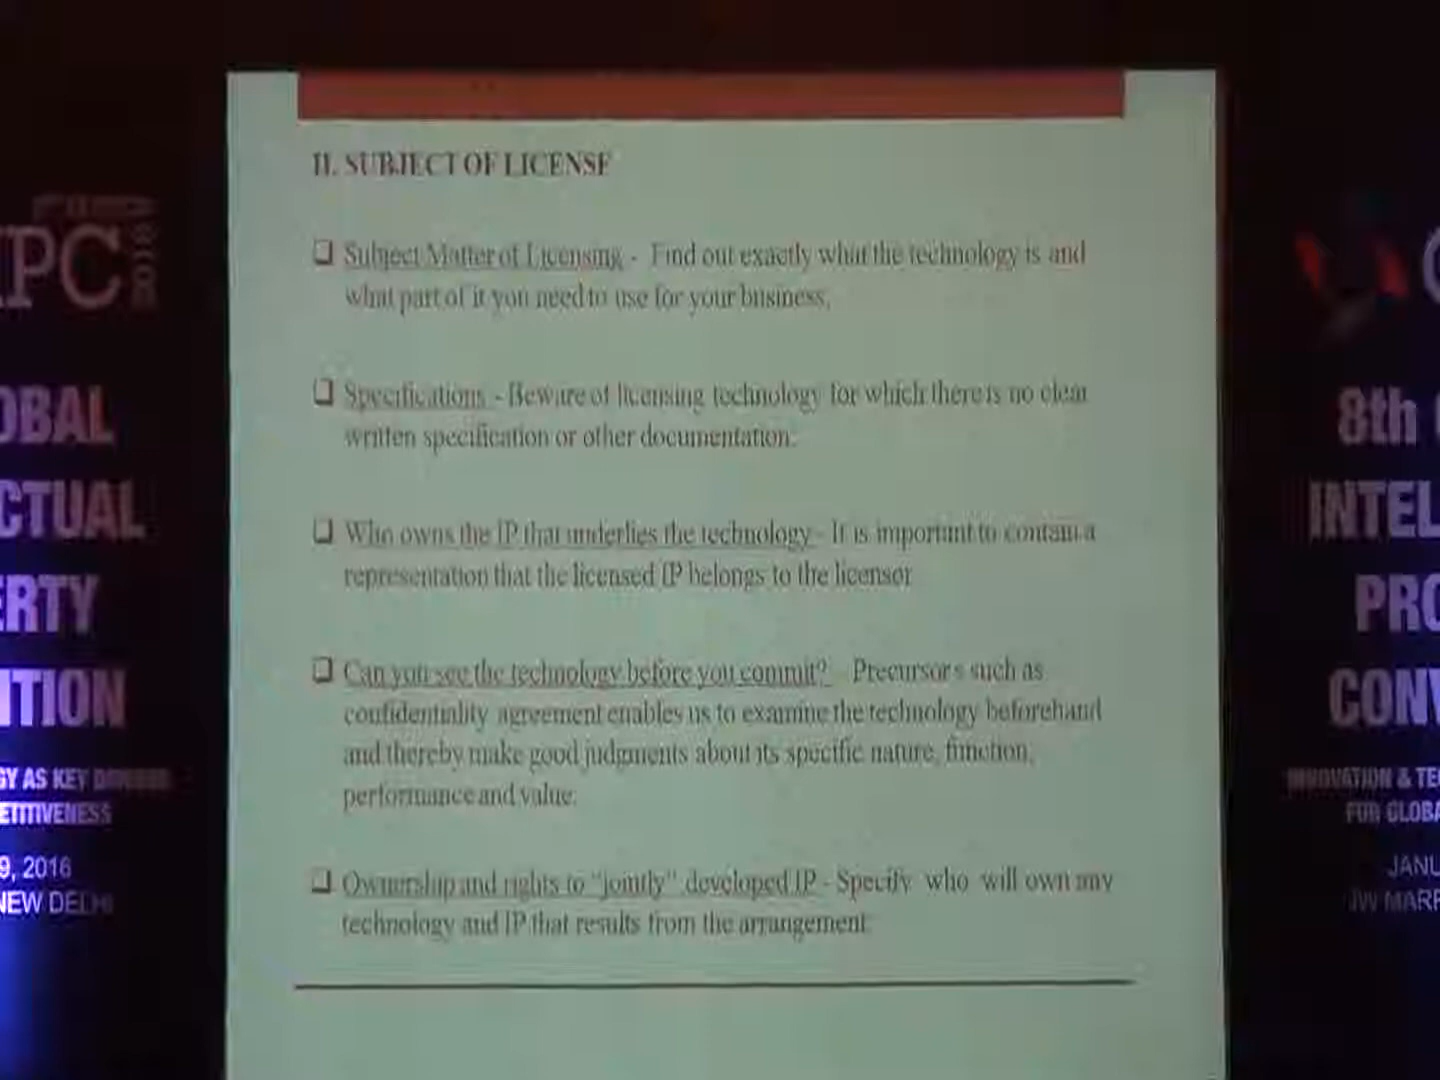 II. SUBJECT OF LICENSE
❑ Subject Matter of Licensing - Find out exactly what the technology is and
what part of it you need to use for your business.
❑ Specifications - Beware of licensing technology for which there is no clear
written specification or other documentation.
❑ Who owns the IP that underlies the technology - It is important to contain a
representation that the licensed IP belongs to the licensor
❑ Can you see the technology before you commit? Precursors such as
confidentiality agreement enables us to examine the technology beforehand
and thereby make good judgments about its specific nature, function,
performance and value.
❑ Ownership and rights to "jointly" developed IP - Specify who will own any
technology and IP that results from the arrangement.
IPC
OBAL
CTUAL
ERTY
NTION
GY AS KEY
ETITIVENESS
9, 2016
NEW DELHI
8th
INTEL
PRO
CONV
INNOVATION & TE
FOR GLOBA
JANU
JW MARR